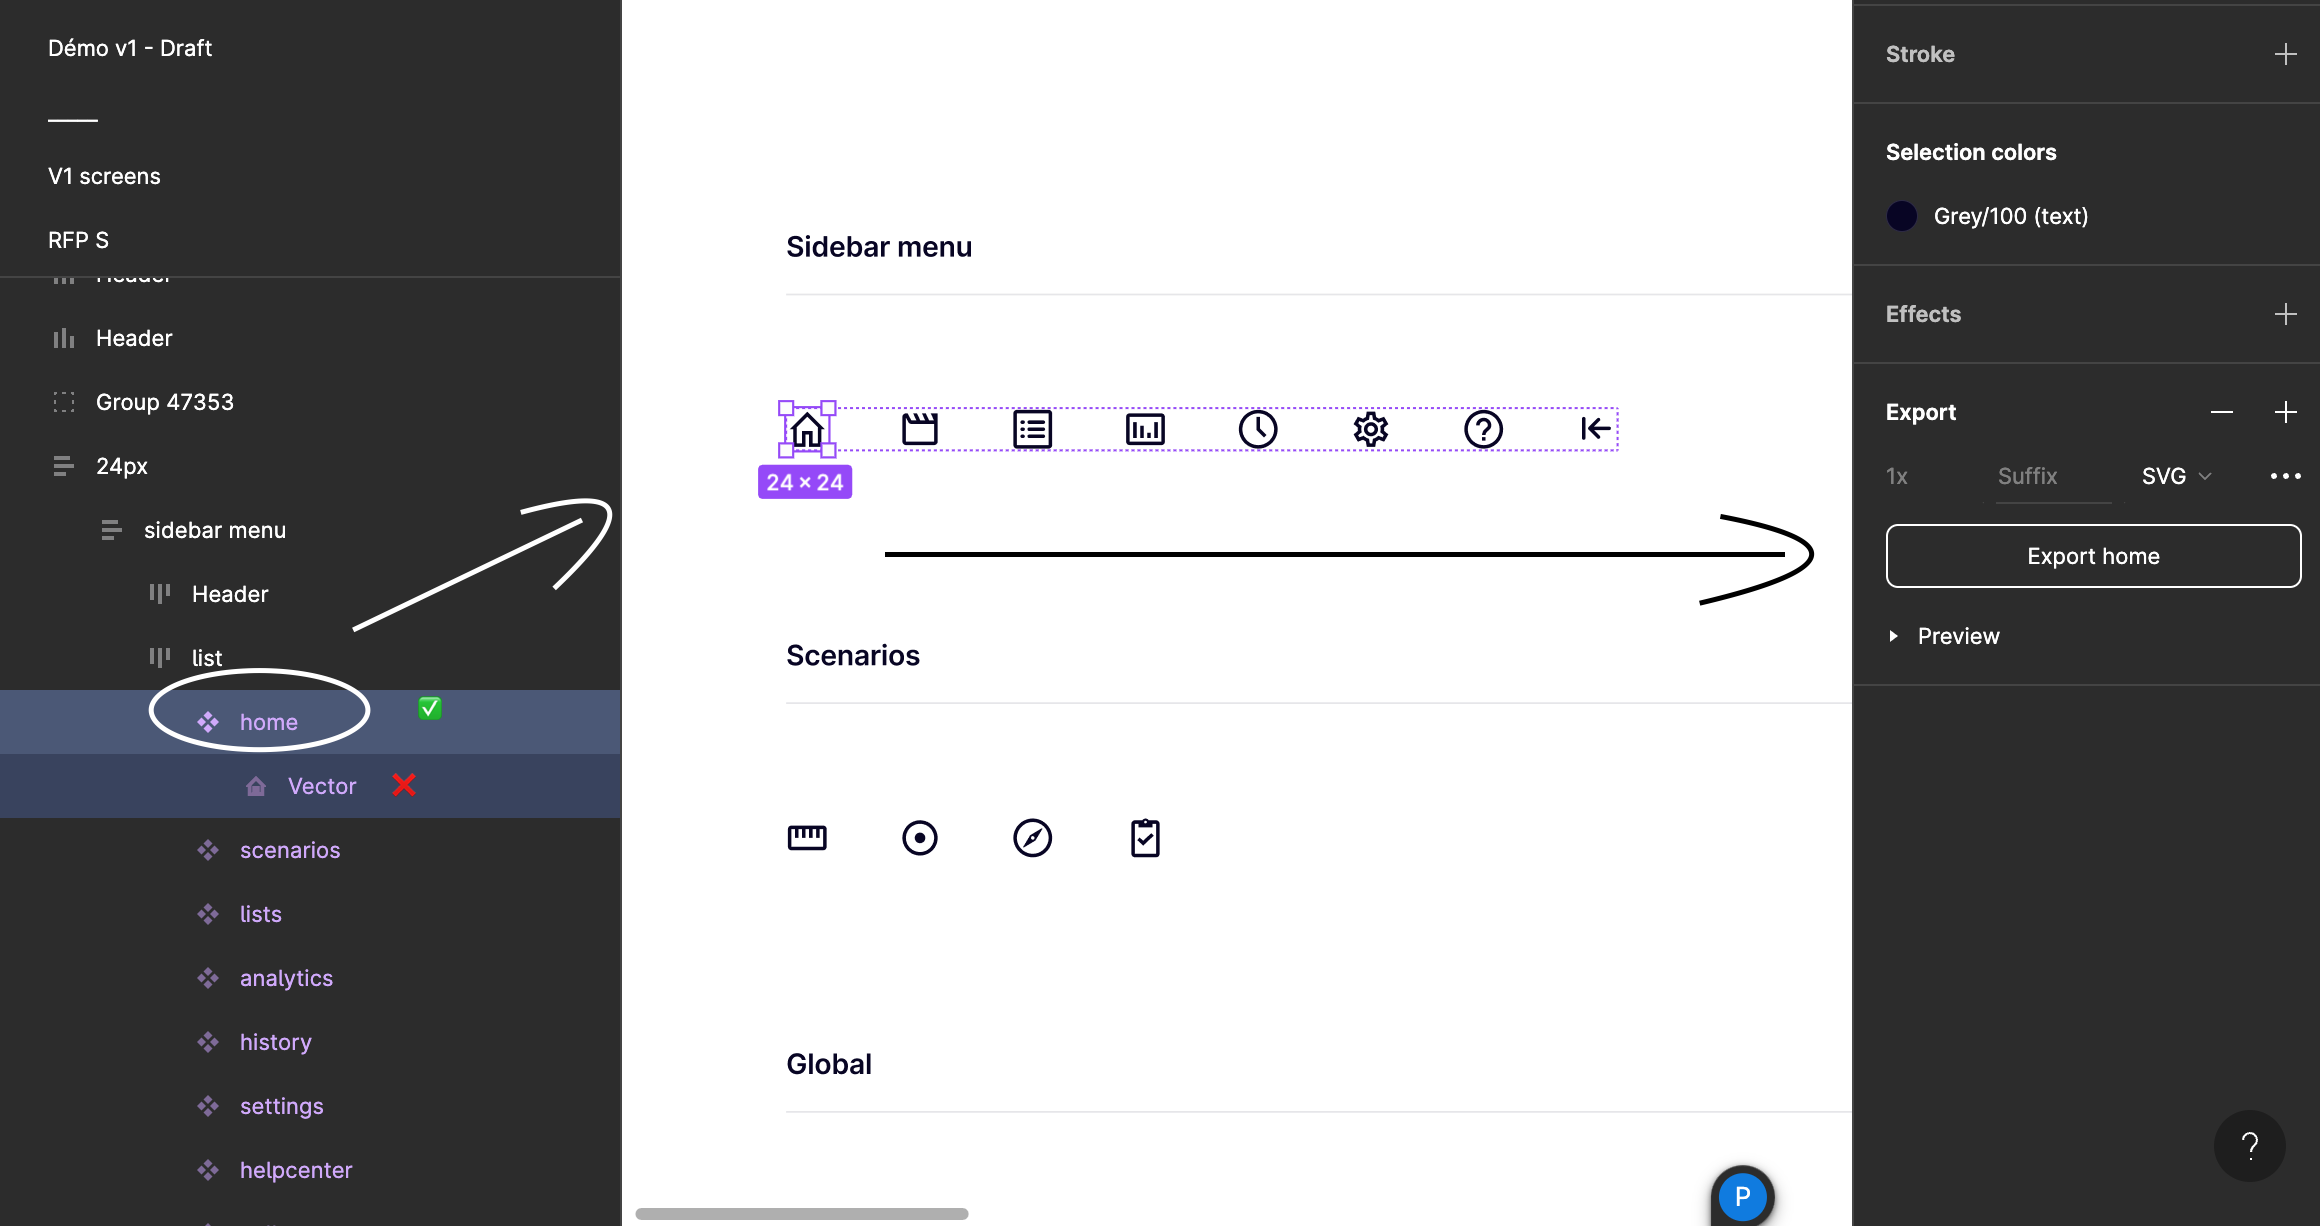 Démo v1 - Draft
V1 screens
RFP S
Header
Header
Group 47353
24px
sidebar menu
Header
list
home
Vector
scenarios
lists
analytics
history
settings
helpcenter
Sidebar menu
24 × 24
Scenarios
Global
P
Stroke
Selection colors
Grey/100 (text)
Effects
Export
1x Suffix SVG
Export home
Preview
?